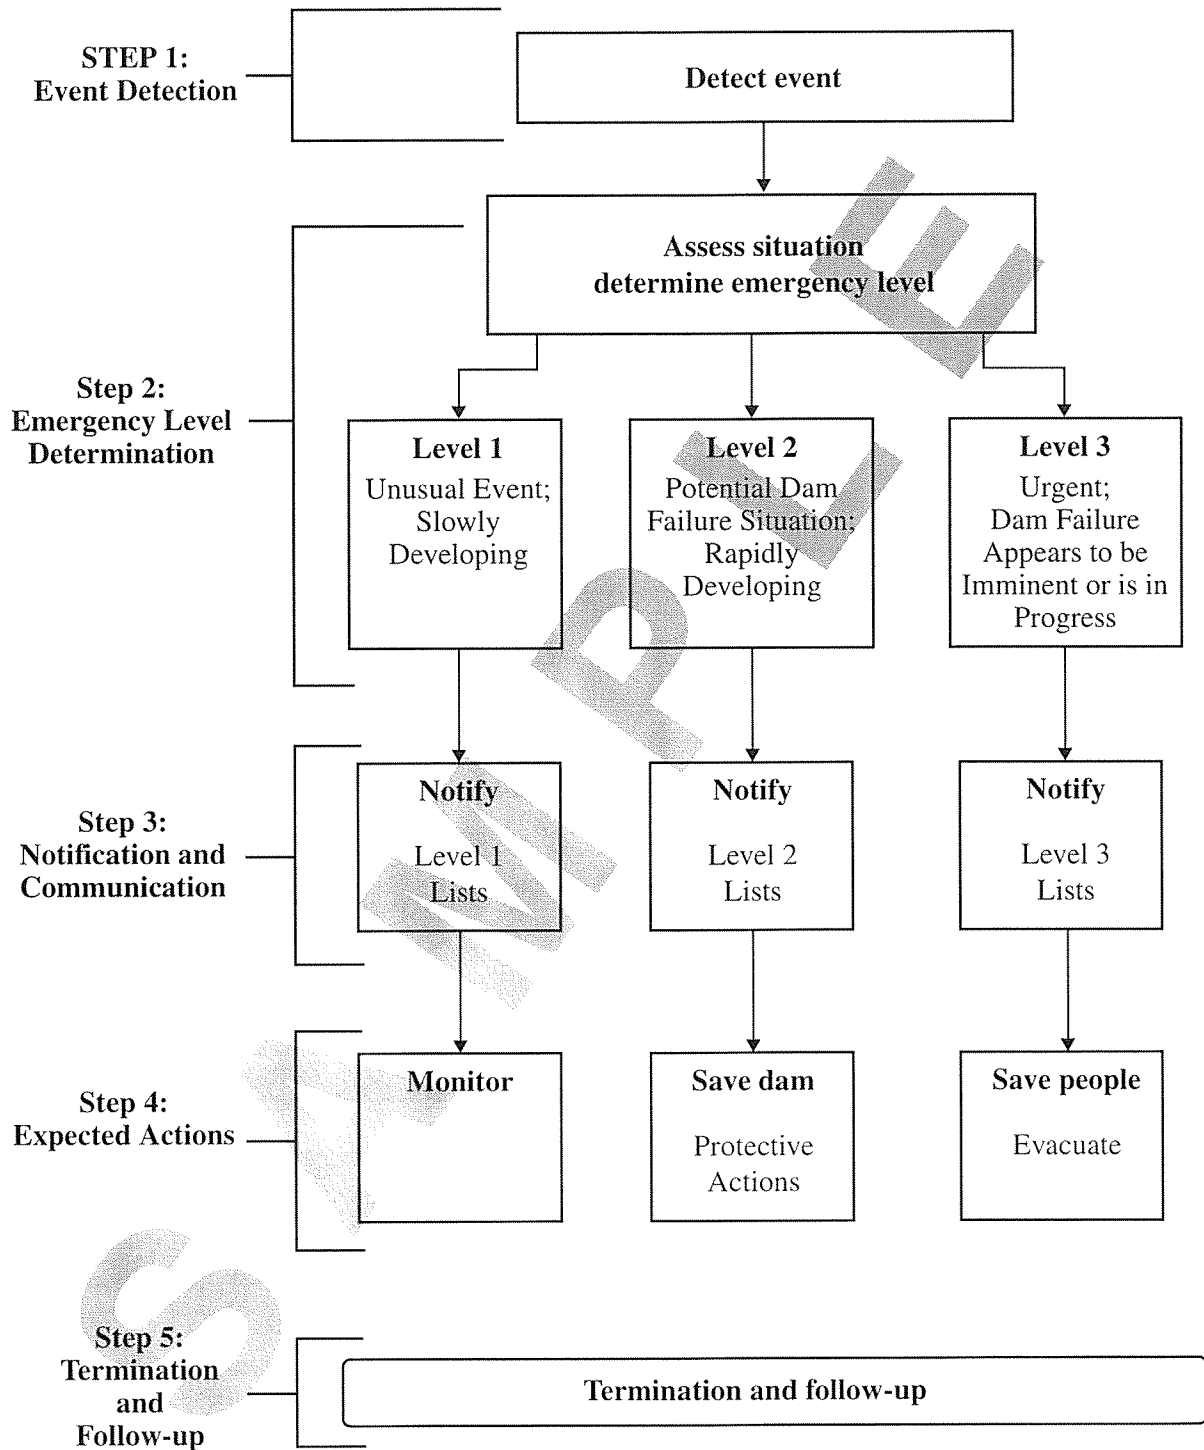 STEP 1:
Event Detection
Detect event
Assess situation
determine emergency level
Step 2:
Emergency Level
Determination
Level 1
Unusual Event;
Slowly
Developing
Level 2
Potential Dam
Failure Situation;
Rapidly
Developing
Level 3
Urgent;
Dam Failure
Appears to be
Imminent or is in
Progress
Step 3:
Notification and
Communication
Notify
Level 1
Lists
Notify
Level 2
Lists
Notify
Level 3
Lists
Step 4:
Expected Actions
Monitor
Save dam
Protective
Actions
Save people
Evacuate
Step 5:
Termination
and
Follow-up
Termination and follow-up
SAMPLE